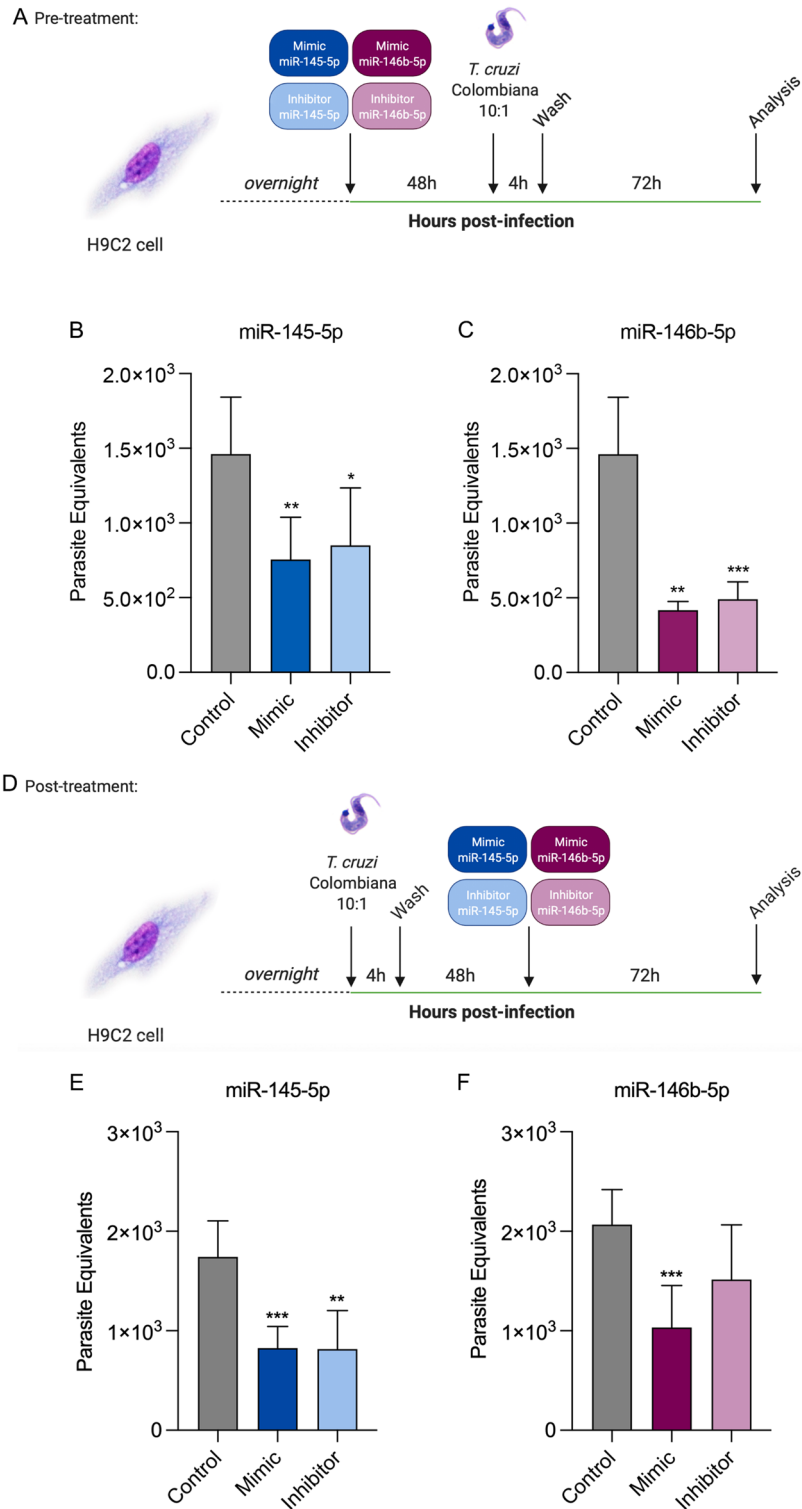 A Pre-treatment:
Mimic
miR-145-5p
Mimic
miR-146b-5p
Inhibitor
miR-145-5p
Inhibitor
miR-146b-5p
T. cruzi
Colombiana
10:1
Wash
Analysis
overnight
48h
4h
72h
Hours post-infection
H9C2 cell
B
miR-145-5p
Parasite Equivalents
2.0×10³
1.5×10³
1.0×10³
5.0×10²
0.0
**
*
Control
Mimic
Inhibitor
C
miR-146b-5p
Parasite Equivalents
2.0×10³
1.5×10³
1.0×10³
5.0×10²
0.0
**
***
Control
Mimic
Inhibitor
D Post-treatment:
T. cruzi
Colombiana
10:1
Wash
Mimic
miR-145-5p
Mimic
miR-146b-5p
Inhibitor
miR-145-5p
Inhibitor
miR-146b-5p
Analysis
overnight
4h
48h
72h
Hours post-infection
H9C2 cell
E
miR-145-5p
Parasite Equivalents
3×10³
2×10³
1×10³
0
***
**
Control
Mimic
Inhibitor
F
miR-146b-5p
Parasite Equivalents
3×10³
2×10³
1×10³
0
***
Control
Mimic
Inhibitor